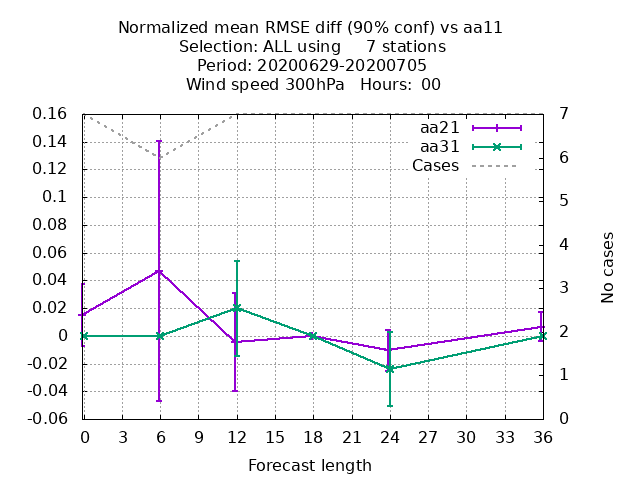 Normalized mean RMSE diff (90% conf) vs aa11
Selection: ALL using     7 stations
Period: 20200629-20200705
Wind speed 300hPa   Hours:  00
0.16
0.14
0.12
0.1
0.08
0.06
0.04
0.02
0
-0.02
-0.04
-0.06
aa21
aa31
Cases
7
6
5
4
3
2
1
0
No cases
0 3 6 9 12 15 18 21 24 27 30 33 36
Forecast length